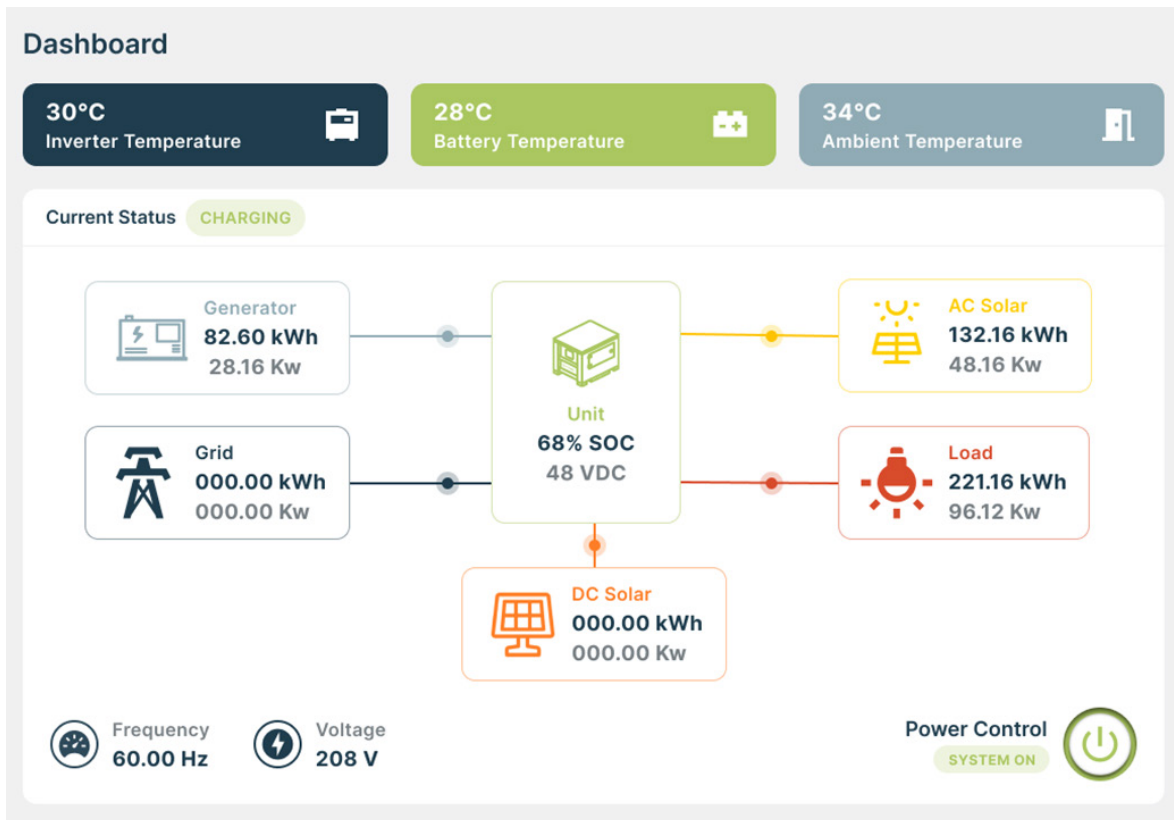 Dashboard
30°C
Inverter Temperature
28°C
Battery Temperature
34°C
Ambient Temperature
Current Status CHARGING
Generator
82.60 kWh
28.16 Kw
Grid
000.00 kWh
000.00 Kw
Unit
68% SOC
48 VDC
AC Solar
132.16 kWh
48.16 Kw
Load
221.16 kWh
96.12 Kw
DC Solar
000.00 kWh
000.00 Kw
Frequency
60.00 Hz
Voltage
208 V
Power Control
SYSTEM ON